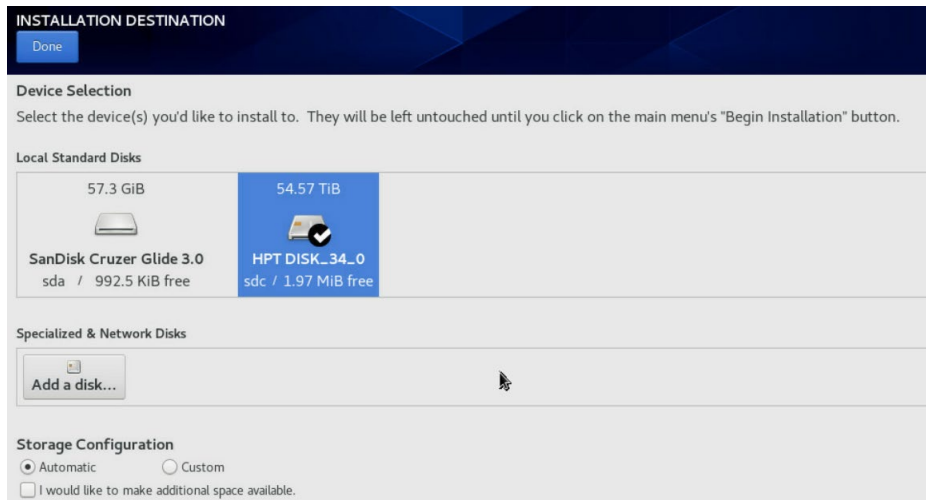 INSTALLATION DESTINATION
Done
Device Selection
Select the device(s) you'd like to install to. They will be left untouched until you click on the main menu's "Begin Installation" button.
Local Standard Disks
57.3 GiB
SanDisk Cruzer Glide 3.0
sda / 992.5 KiB free
54.57 TiB
HPT DISK_34_0
sdc / 1.97 MiB free
Specialized & Network Disks
Add a disk...
Storage Configuration
Automatic Custom
I would like to make additional space available.